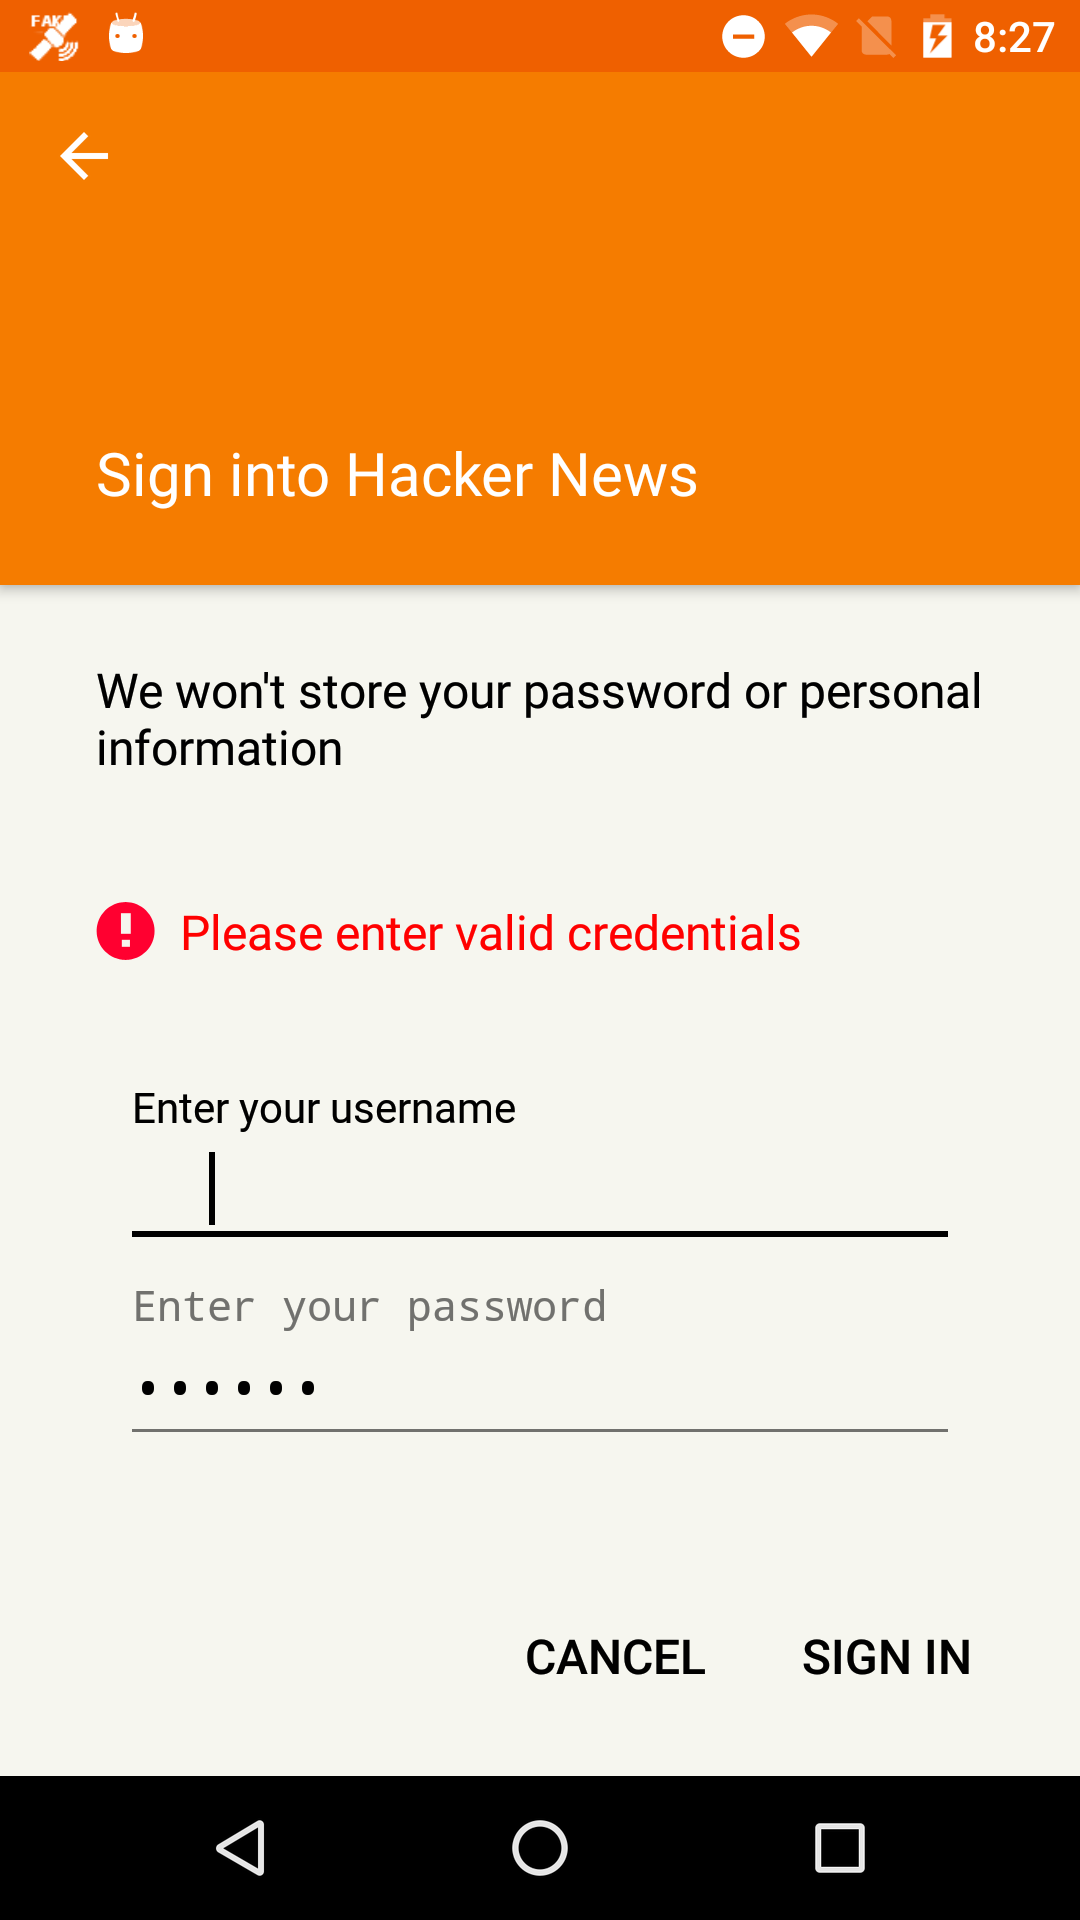 FAKE
8:27
Sign into Hacker News
We won't store your password or personal
information
Please enter valid credentials
Enter your username
Enter your password
••••••
CANCEL SIGN IN